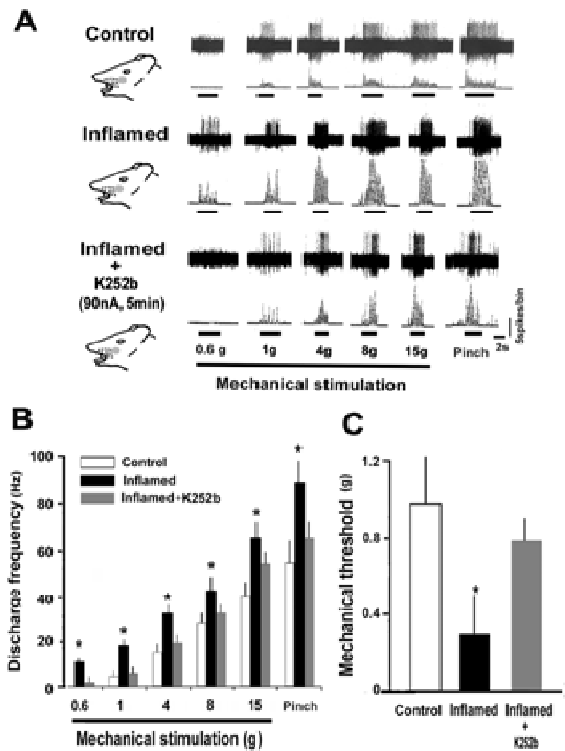 A
Control
Inflamed
Inflamed
+
K252b
(90nA, 5min)
5spikes/bin
2s
0.6 g 1g 4g 8g 15g Pinch
Mechanical stimulation
B
Discharge frequency (Hz)
100
80
60
40
20
0
Control
Inflamed
Inflamed+K252b
* * * * * *
0.6 1 4 8 15 Pinch
Mechanical stimulation (g)
C
Mechanical threshold (g)
1.2
0.8
0.4
0
*
Control Inflamed Inflamed
+
K252b